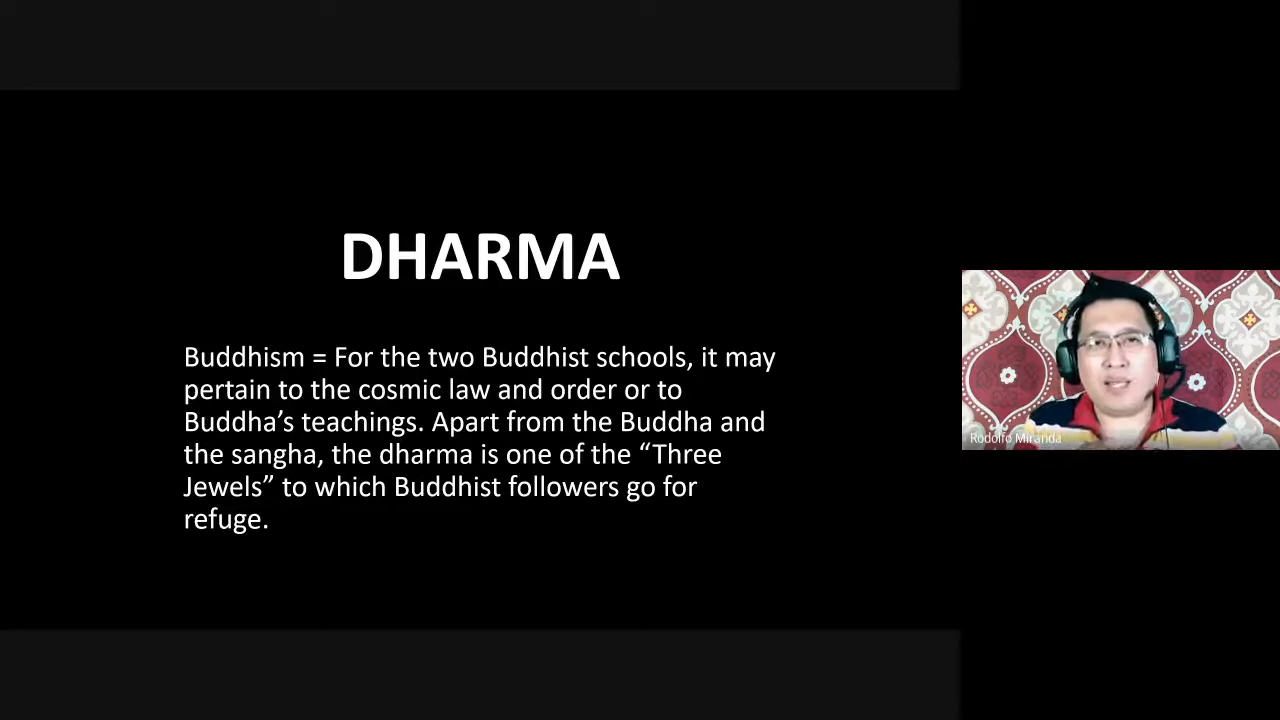 DHARMA
Buddhism = For the two Buddhist schools, it may
pertain to the cosmic law and order or to
Buddha’s teachings. Apart from the Buddha and
the sangha, the dharma is one of the “Three
Jewels” to which Buddhist followers go for
refuge.
Rodolfo Miranda